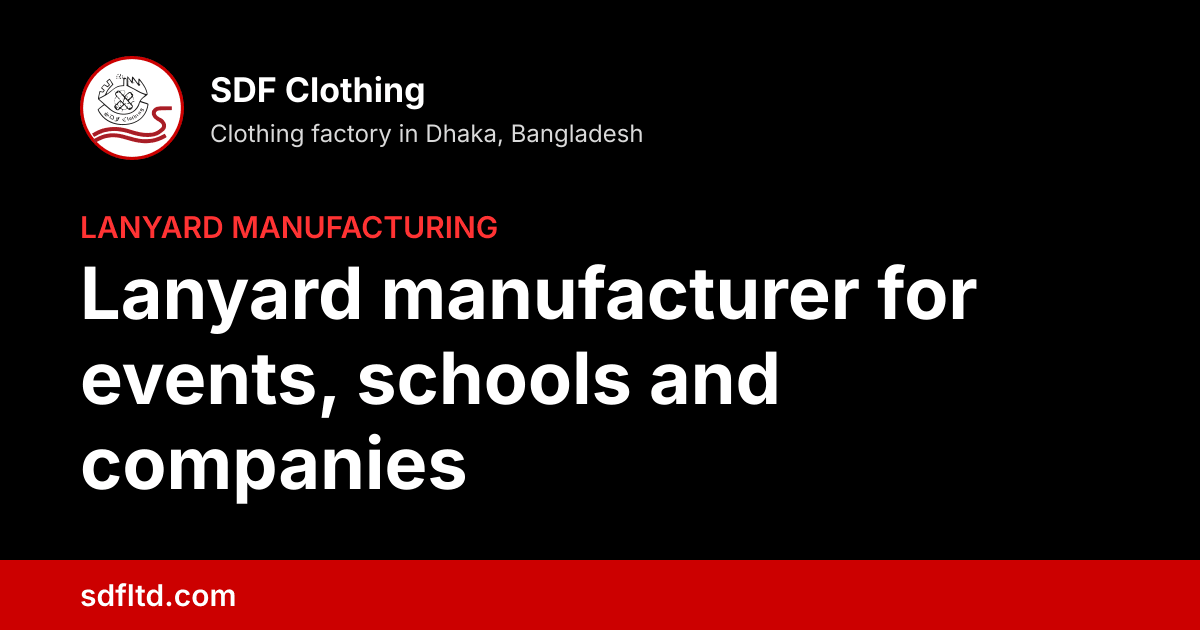 SDF Clothing
Clothing factory in Dhaka, Bangladesh
LANYARD MANUFACTURING
Lanyard manufacturer for
events, schools and
companies
sdfltd.com